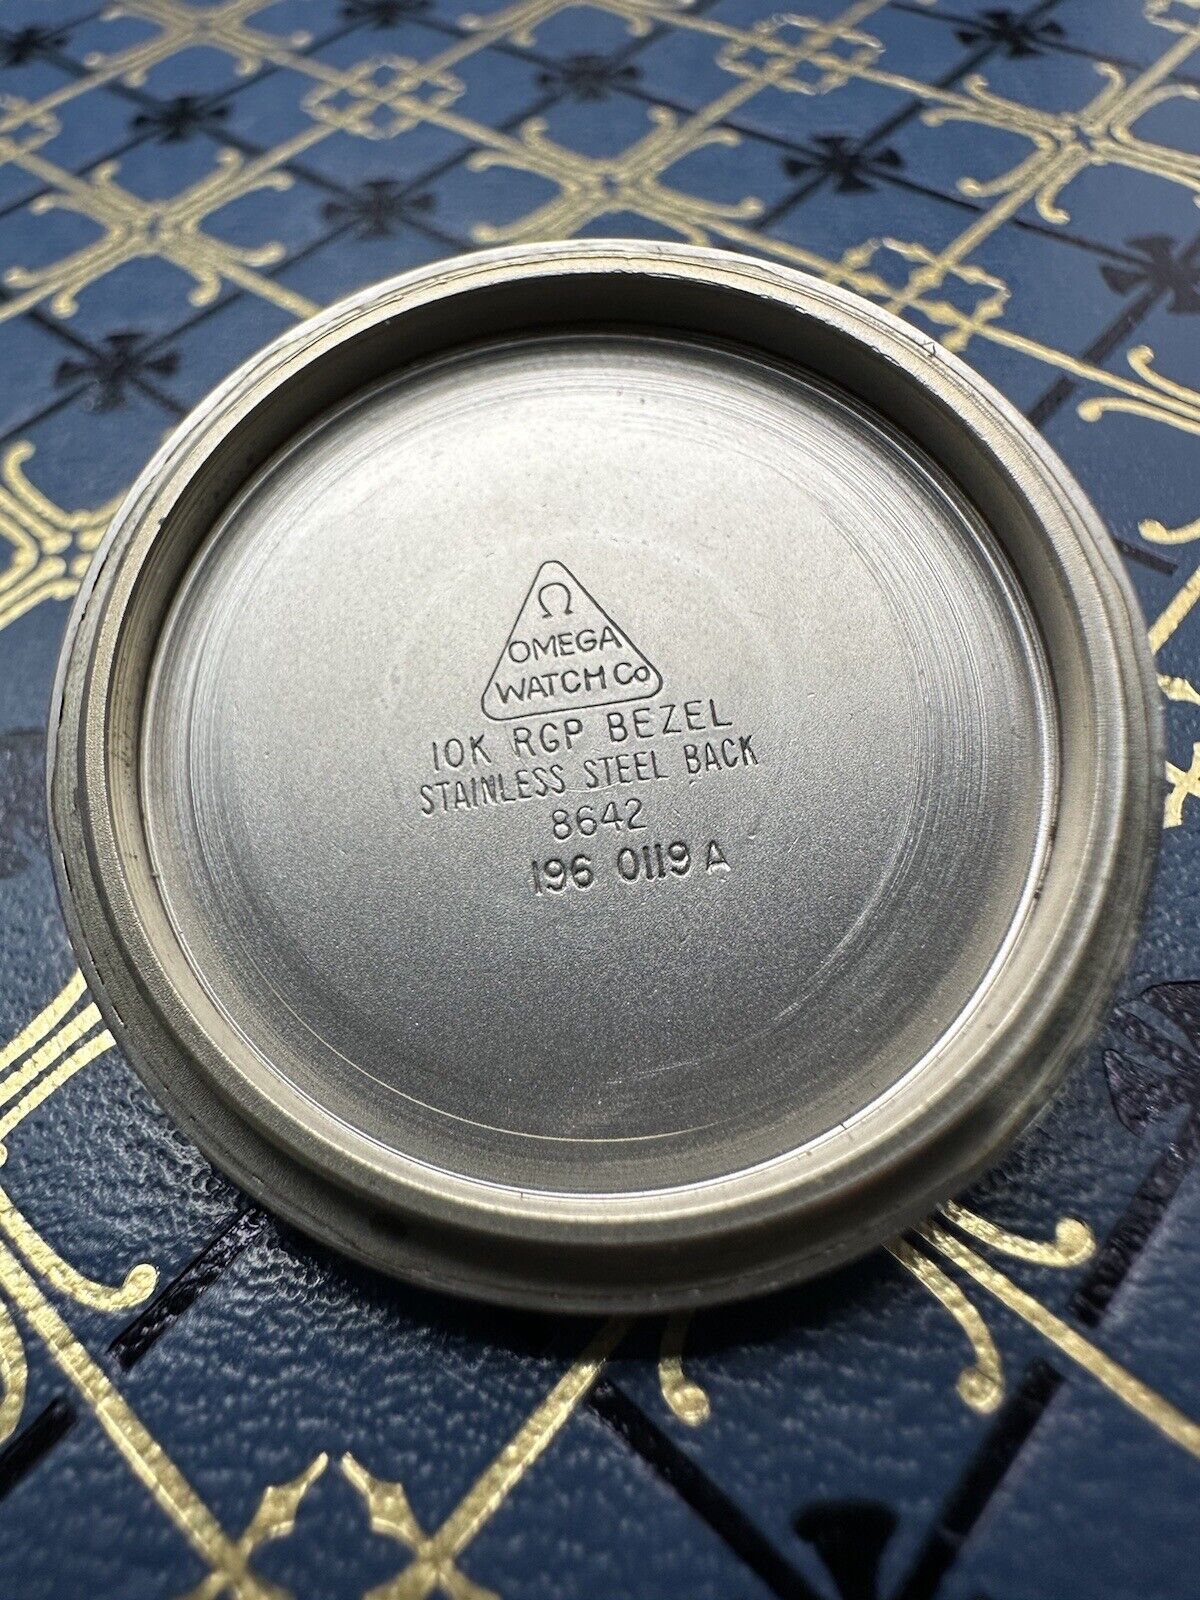 Ω
OMEGA
WATCH Co
10K RGP BEZEL
STAINLESS STEEL BACK
8642
196 0119 A